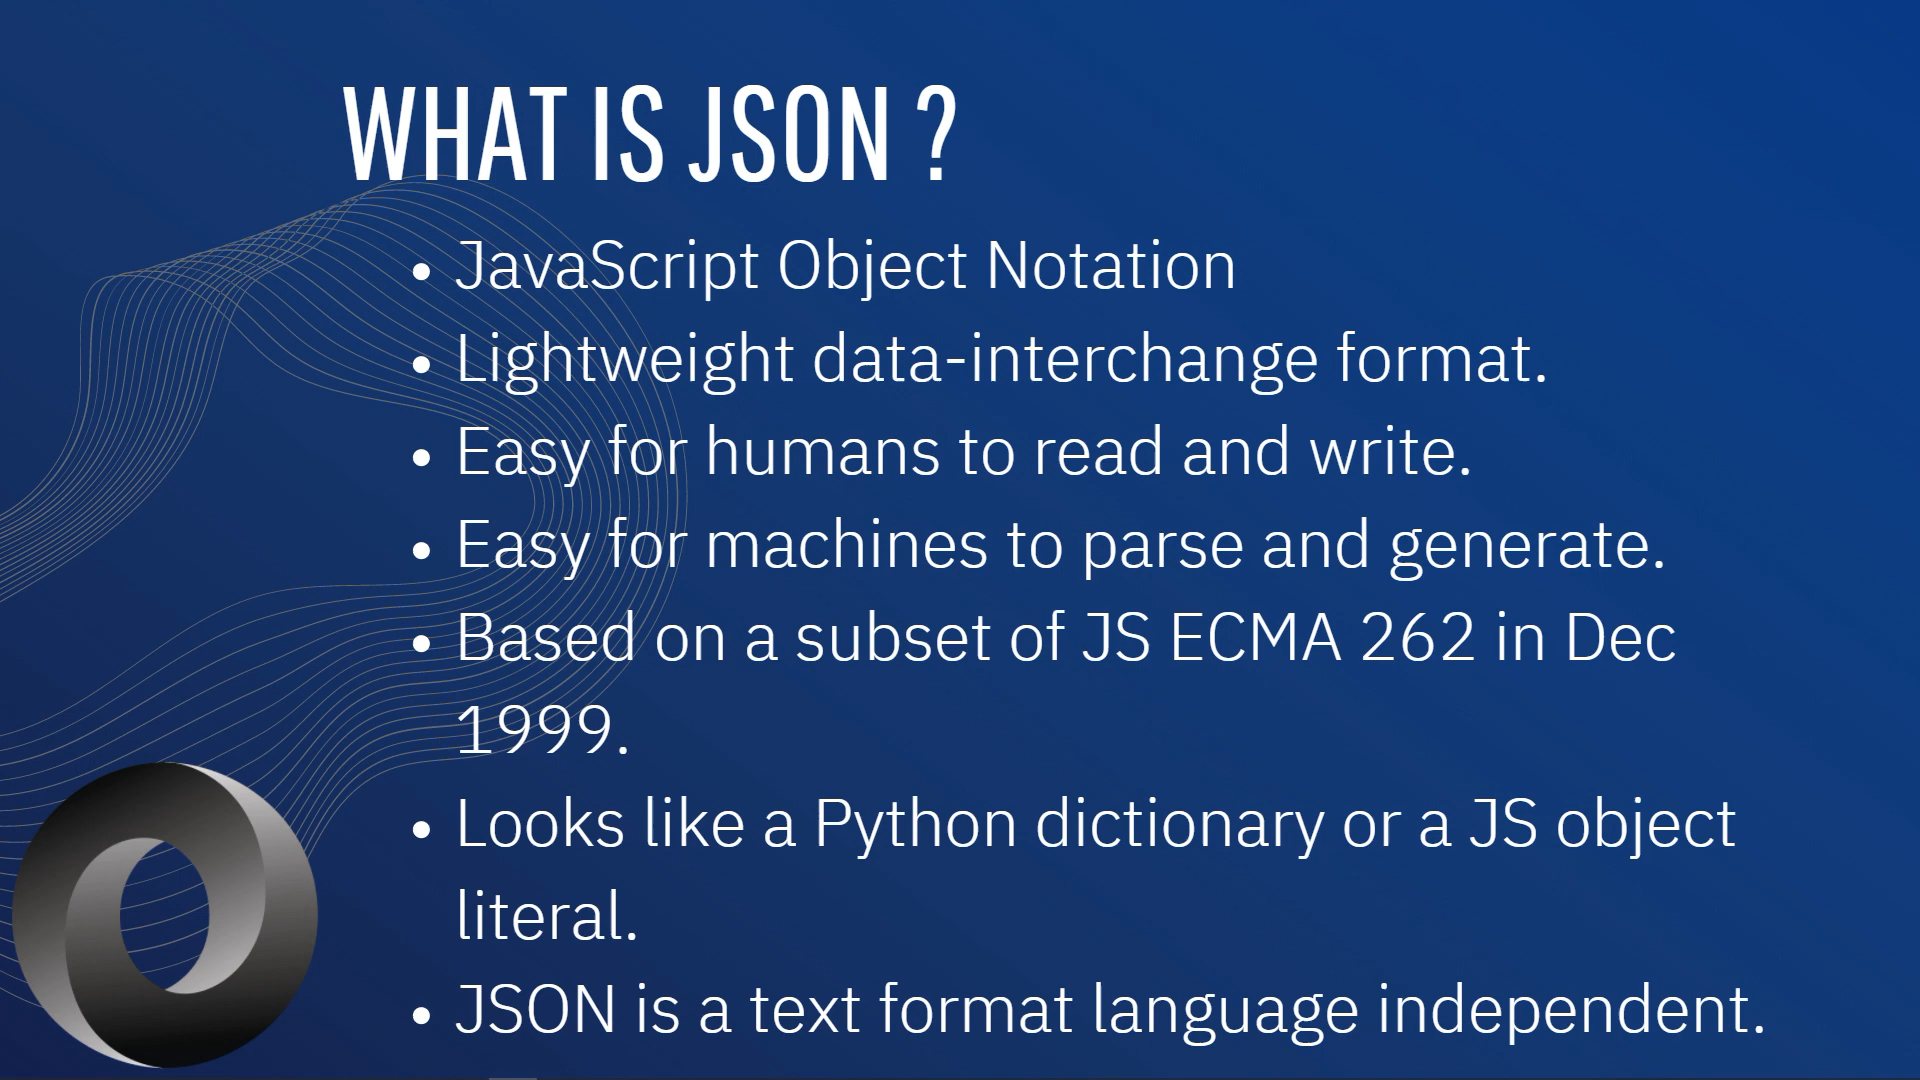 WHAT IS JSON ?
• JavaScript Object Notation
• Lightweight data-interchange format.
• Easy for humans to read and write.
• Easy for machines to parse and generate.
• Based on a subset of JS ECMA 262 in Dec
1999.
• Looks like a Python dictionary or a JS object
literal.
• JSON is a text format language independent.